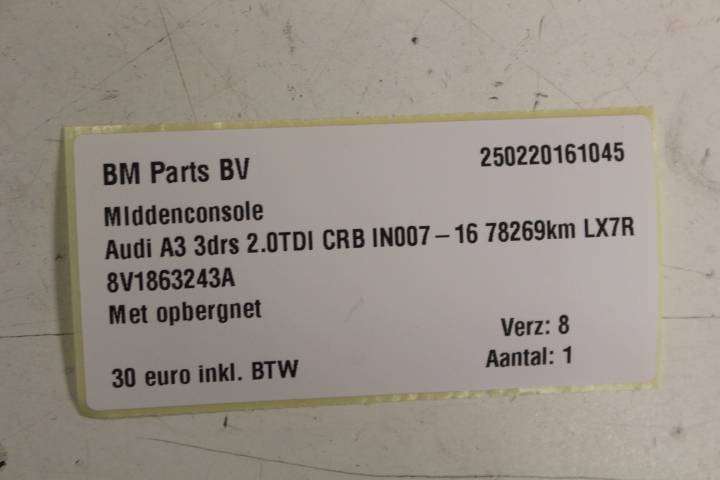 BM Parts BV 250220161045
MIddenconsole
Audi A3 3drs 2.0TDI CRB IN007 – 16 78269km LX7R
8V1863243A
Met opbergnet
Verz: 8
30 euro inkl. BTW Aantal: 1